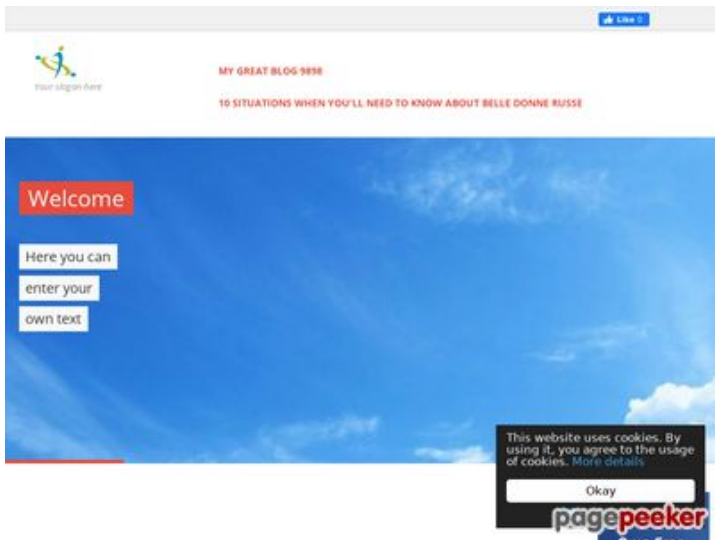 Like 0
Your slogan here
MY GREAT BLOG 9898
10 SITUATIONS WHEN YOU'LL NEED TO KNOW ABOUT BELLE DONNE RUSSE
Welcome
Here you can
enter your
own text
This website uses cookies. By
using it, you agree to the usage
of cookies. More details
Okay
pagepeeker